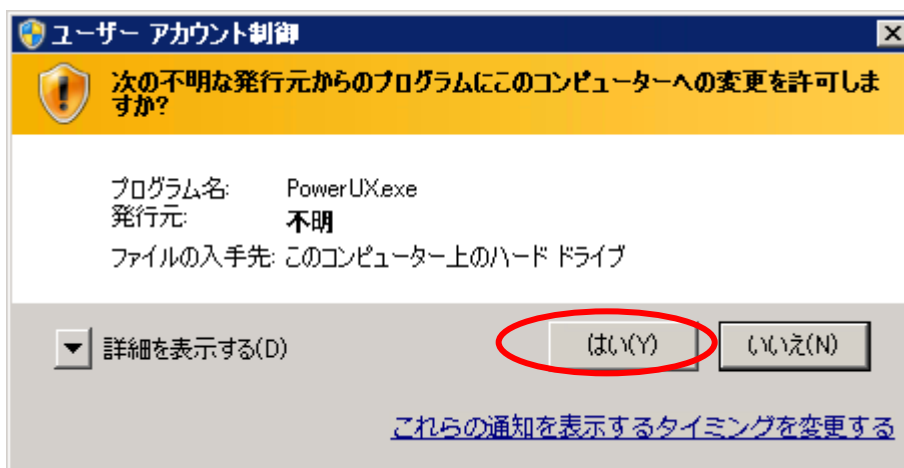 ユーザー アカウント制御
次の不明な発行元からのプログラムにこのコンピューターへの変更を許可しま
すか?
プログラム名: PowerUX.exe
発行元: 不明
ファイルの入手先: このコンピューター上のハード ドライブ
詳細を表示する(D) はい(Y) いいえ(N)
これらの通知を表示するタイミングを変更する